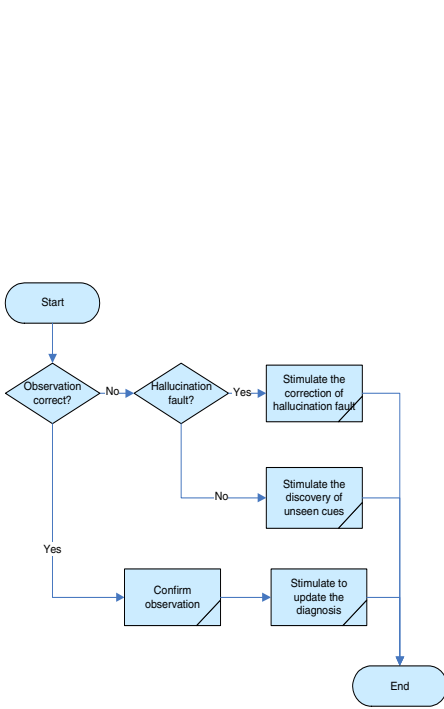 Start
Observation
correct?
No
Hallucination
fault?
Yes
Stimulate the
correction of
hallucination fault
No
Stimulate the
discovery of
unseen cues
Yes
Confirm
observation
Stimulate to
update the
diagnosis
End